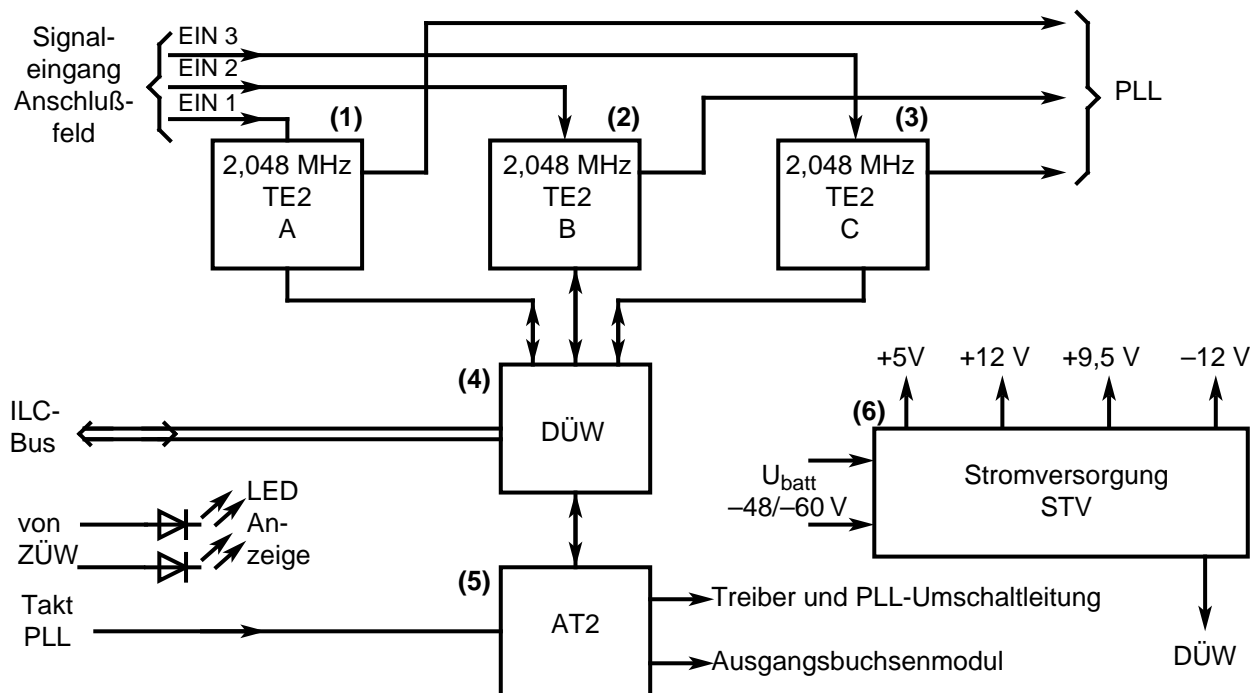 Signal-
eingang
Anschluß-
feld
EIN 3
EIN 2
EIN 1
PLL
(1)
2,048 MHz
TE2
A
(2)
2,048 MHz
TE2
B
(3)
2,048 MHz
TE2
C
(4)
DÜW
ILC-
Bus
von
ZÜW
LED
An-
zeige
Takt
PLL
(5)
AT2
Treiber und PLL-Umschaltleitung
Ausgangsbuchsenmodul
+5V
+12 V
+9,5 V
–12 V
(6)
Stromversorgung
STV
Ubatt
–48/–60 V
DÜW